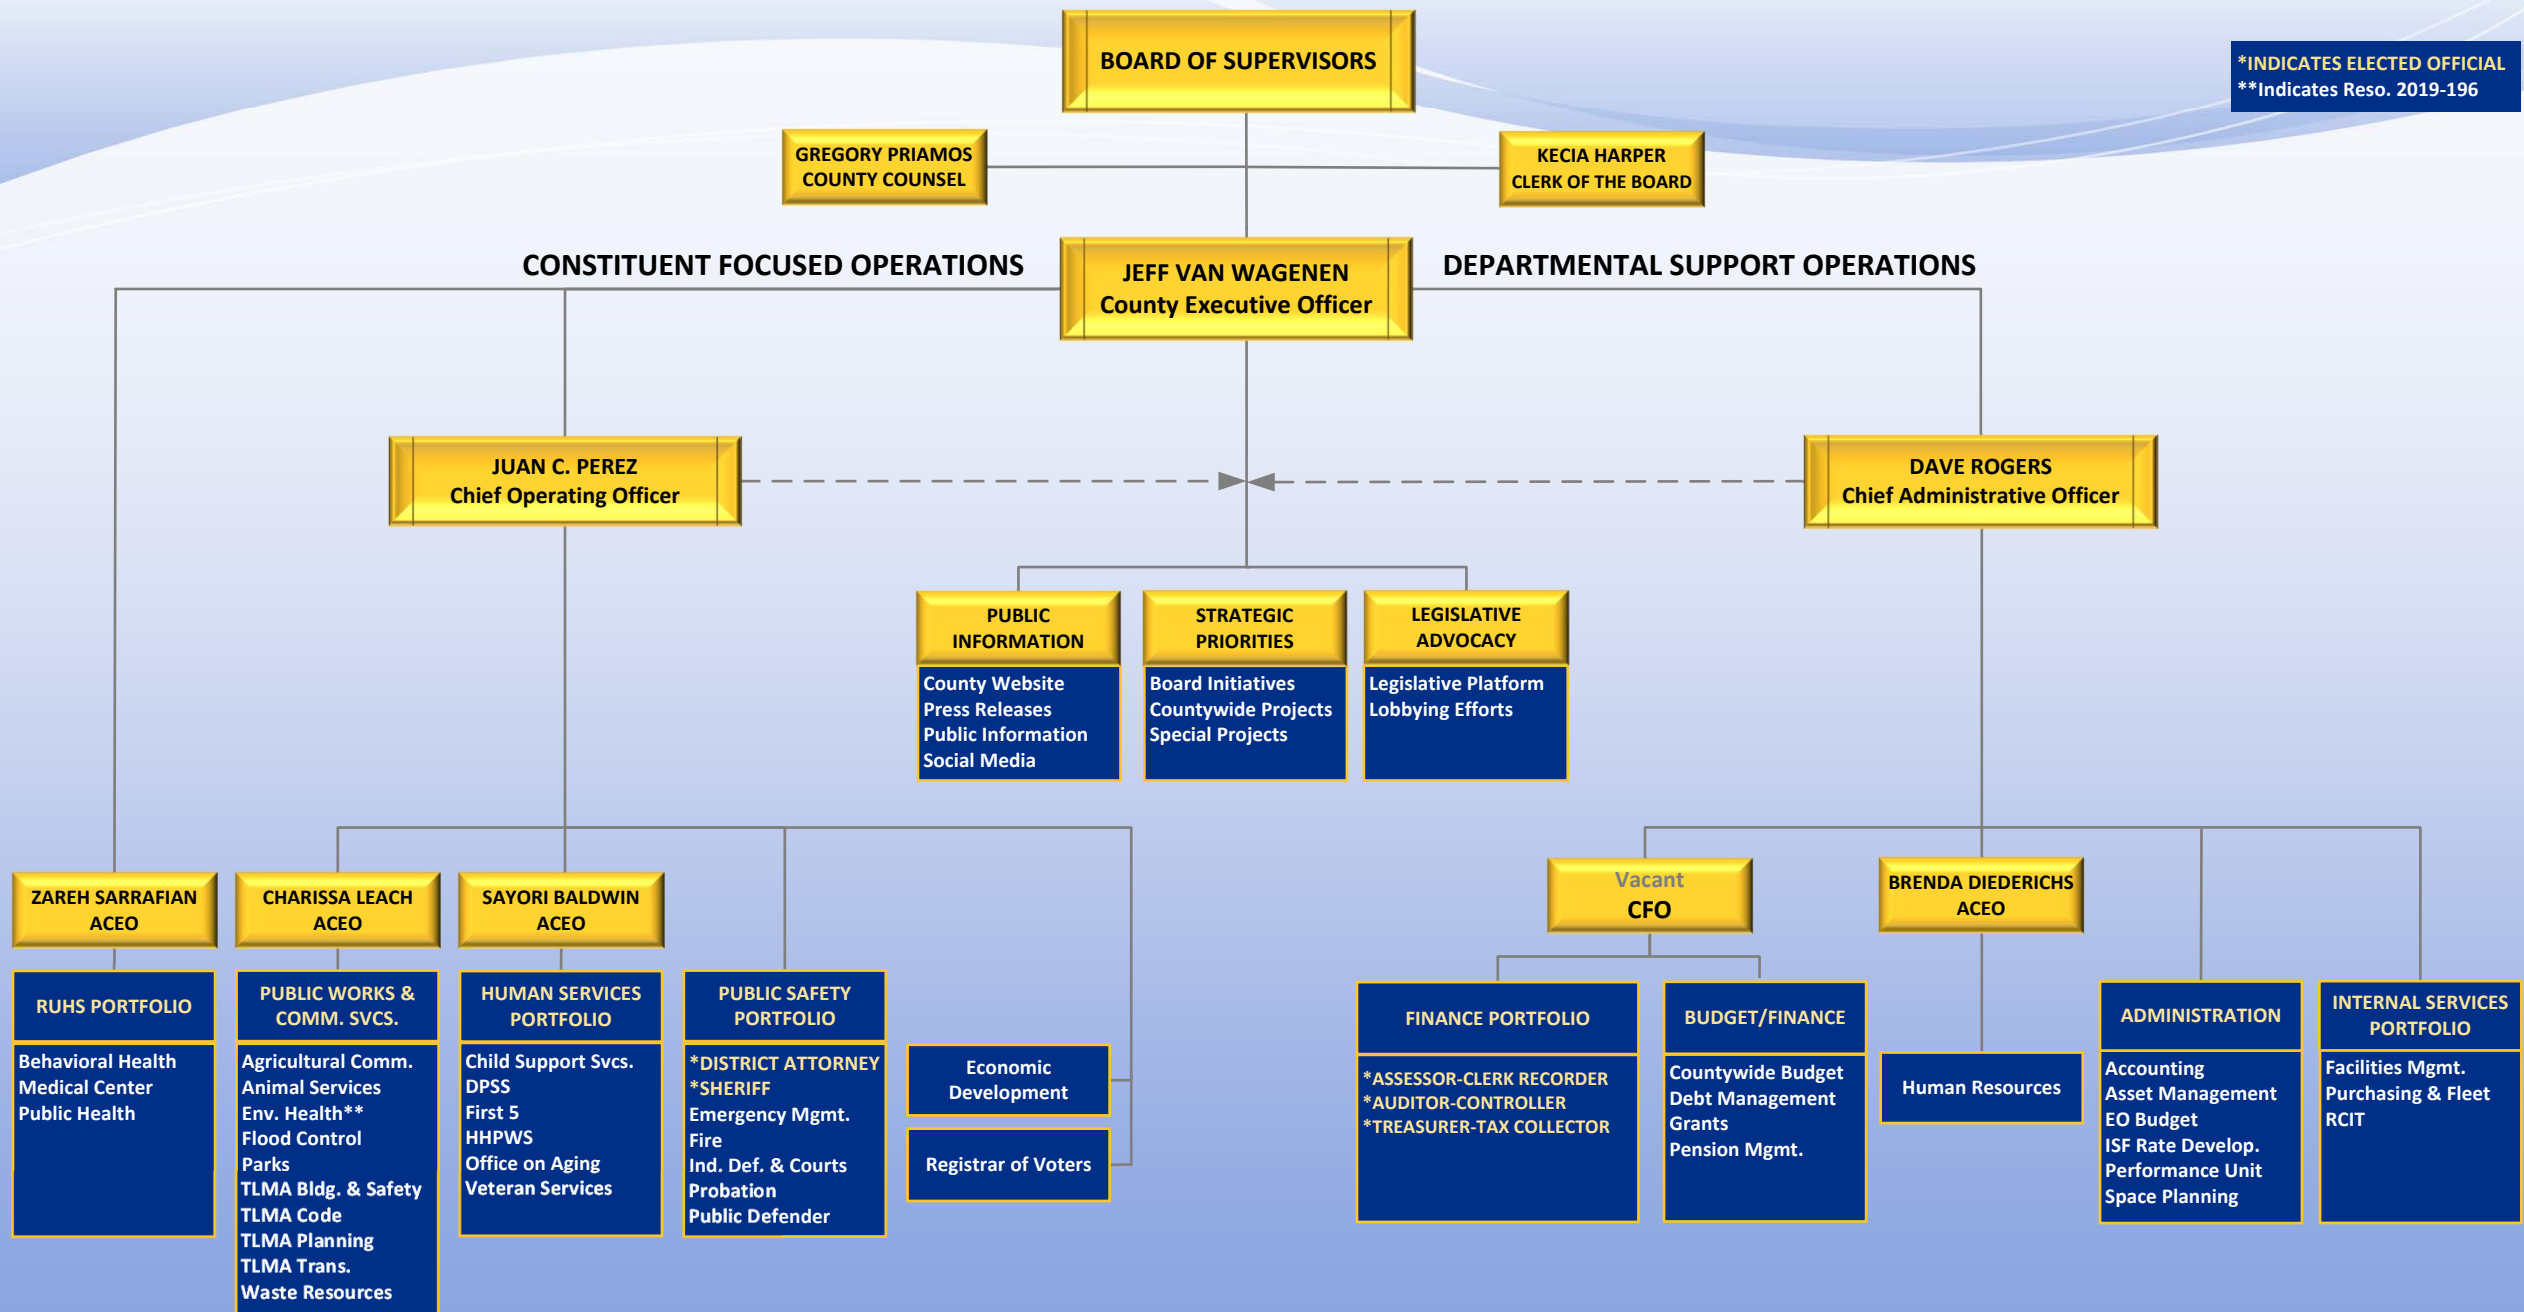 BOARD OF SUPERVISORS
*INDICATES ELECTED OFFICIAL
**Indicates Reso. 2019-196
GREGORY PRIAMOS
COUNTY COUNSEL
KECIA HARPER
CLERK OF THE BOARD
CONSTITUENT FOCUSED OPERATIONS
JEFF VAN WAGENEN
County Executive Officer
DEPARTMENTAL SUPPORT OPERATIONS
JUAN C. PEREZ
Chief Operating Officer
DAVE ROGERS
Chief Administrative Officer
PUBLIC
INFORMATION
County Website
Press Releases
Public Information
Social Media
STRATEGIC
PRIORITIES
Board Initiatives
Countywide Projects
Special Projects
LEGISLATIVE
ADVOCACY
Legislative Platform
Lobbying Efforts
ZAREH SARRAFIAN
ACEO
RUHS PORTFOLIO
Behavioral Health
Medical Center
Public Health
CHARISSA LEACH
ACEO
PUBLIC WORKS &
COMM. SVCS.
Agricultural Comm.
Animal Services
Env. Health**
Flood Control
Parks
TLMA Bldg. & Safety
TLMA Code
TLMA Planning
TLMA Trans.
Waste Resources
SAYORI BALDWIN
ACEO
HUMAN SERVICES
PORTFOLIO
Child Support Svcs.
DPSS
First 5
HHPWS
Office on Aging
Veteran Services
PUBLIC SAFETY
PORTFOLIO
*DISTRICT ATTORNEY
*SHERIFF
Emergency Mgmt.
Fire
Ind. Def. & Courts
Probation
Public Defender
Economic
Development
Registrar of Voters
Vacant
CFO
FINANCE PORTFOLIO
*ASSESSOR-CLERK RECORDER
*AUDITOR-CONTROLLER
*TREASURER-TAX COLLECTOR
BUDGET/FINANCE
Countywide Budget
Debt Management
Grants
Pension Mgmt.
BRENDA DIEDERICHS
ACEO
Human Resources
ADMINISTRATION
Accounting
Asset Management
EO Budget
ISF Rate Develop.
Performance Unit
Space Planning
INTERNAL SERVICES
PORTFOLIO
Facilities Mgmt.
Purchasing & Fleet
RCIT